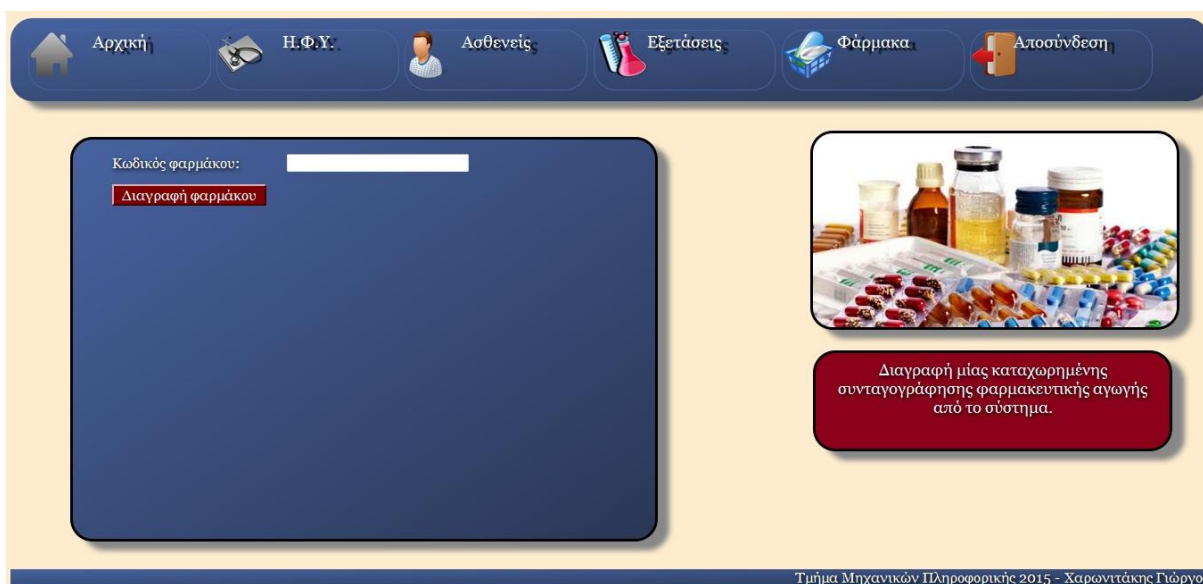 Αρχική
Η.Φ.Υ.
Ασθενείς
Εξετάσεις
Φάρμακα
Αποσύνδεση
Κωδικός φαρμάκου:
Διαγραφή φαρμάκου
Διαγραφή μίας καταχωρημένης
συνταγογράφησης φαρμακευτικής αγωγής
από το σύστημα.
Τμήμα Μηχανικών Πληροφορικής 2015 - Χαρωνιτάκης Γιώργ